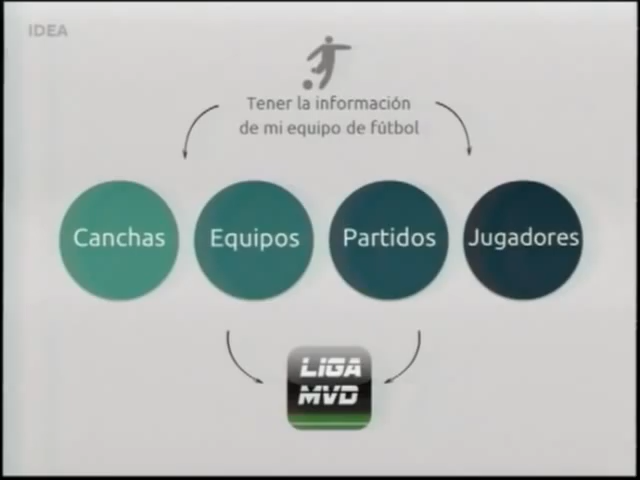 IDEA
Tener la información
de mi equipo de fútbol
Canchas
Equipos
Partidos
Jugadores
LIGA
MVD